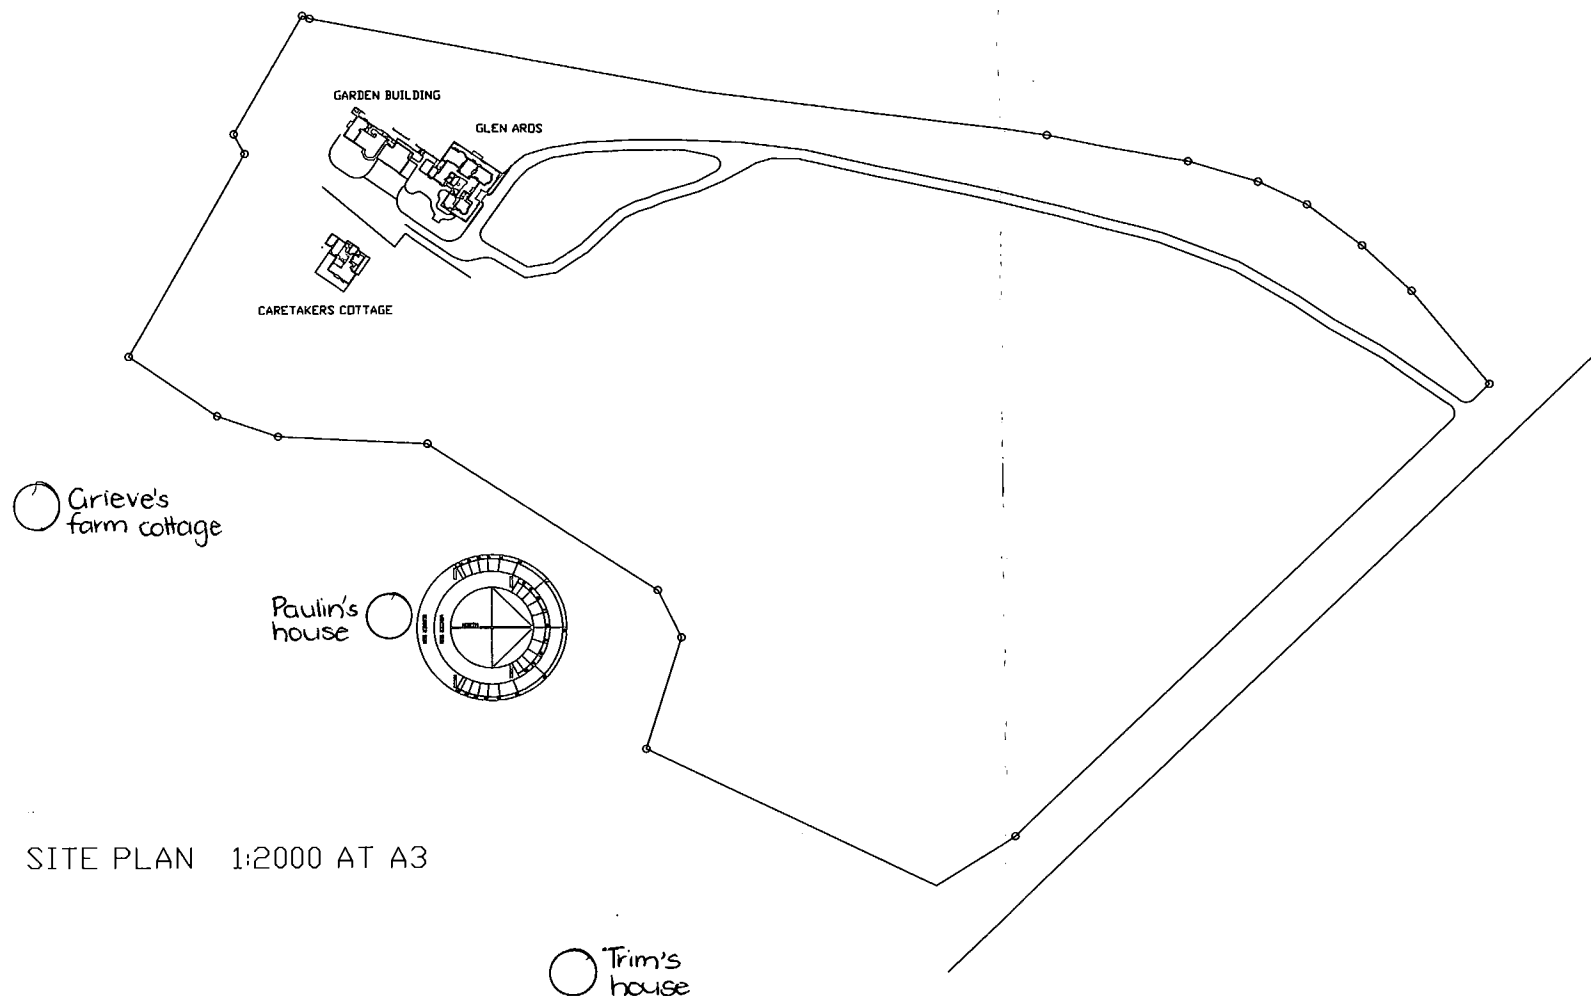 GARDEN BUILDING
GLEN ARDS
CARETAKERS COTTAGE
Grieve's
farm cottage
Paulin's
house
NORTH
SITE PLAN 1:2000 AT A3
Trim's
house